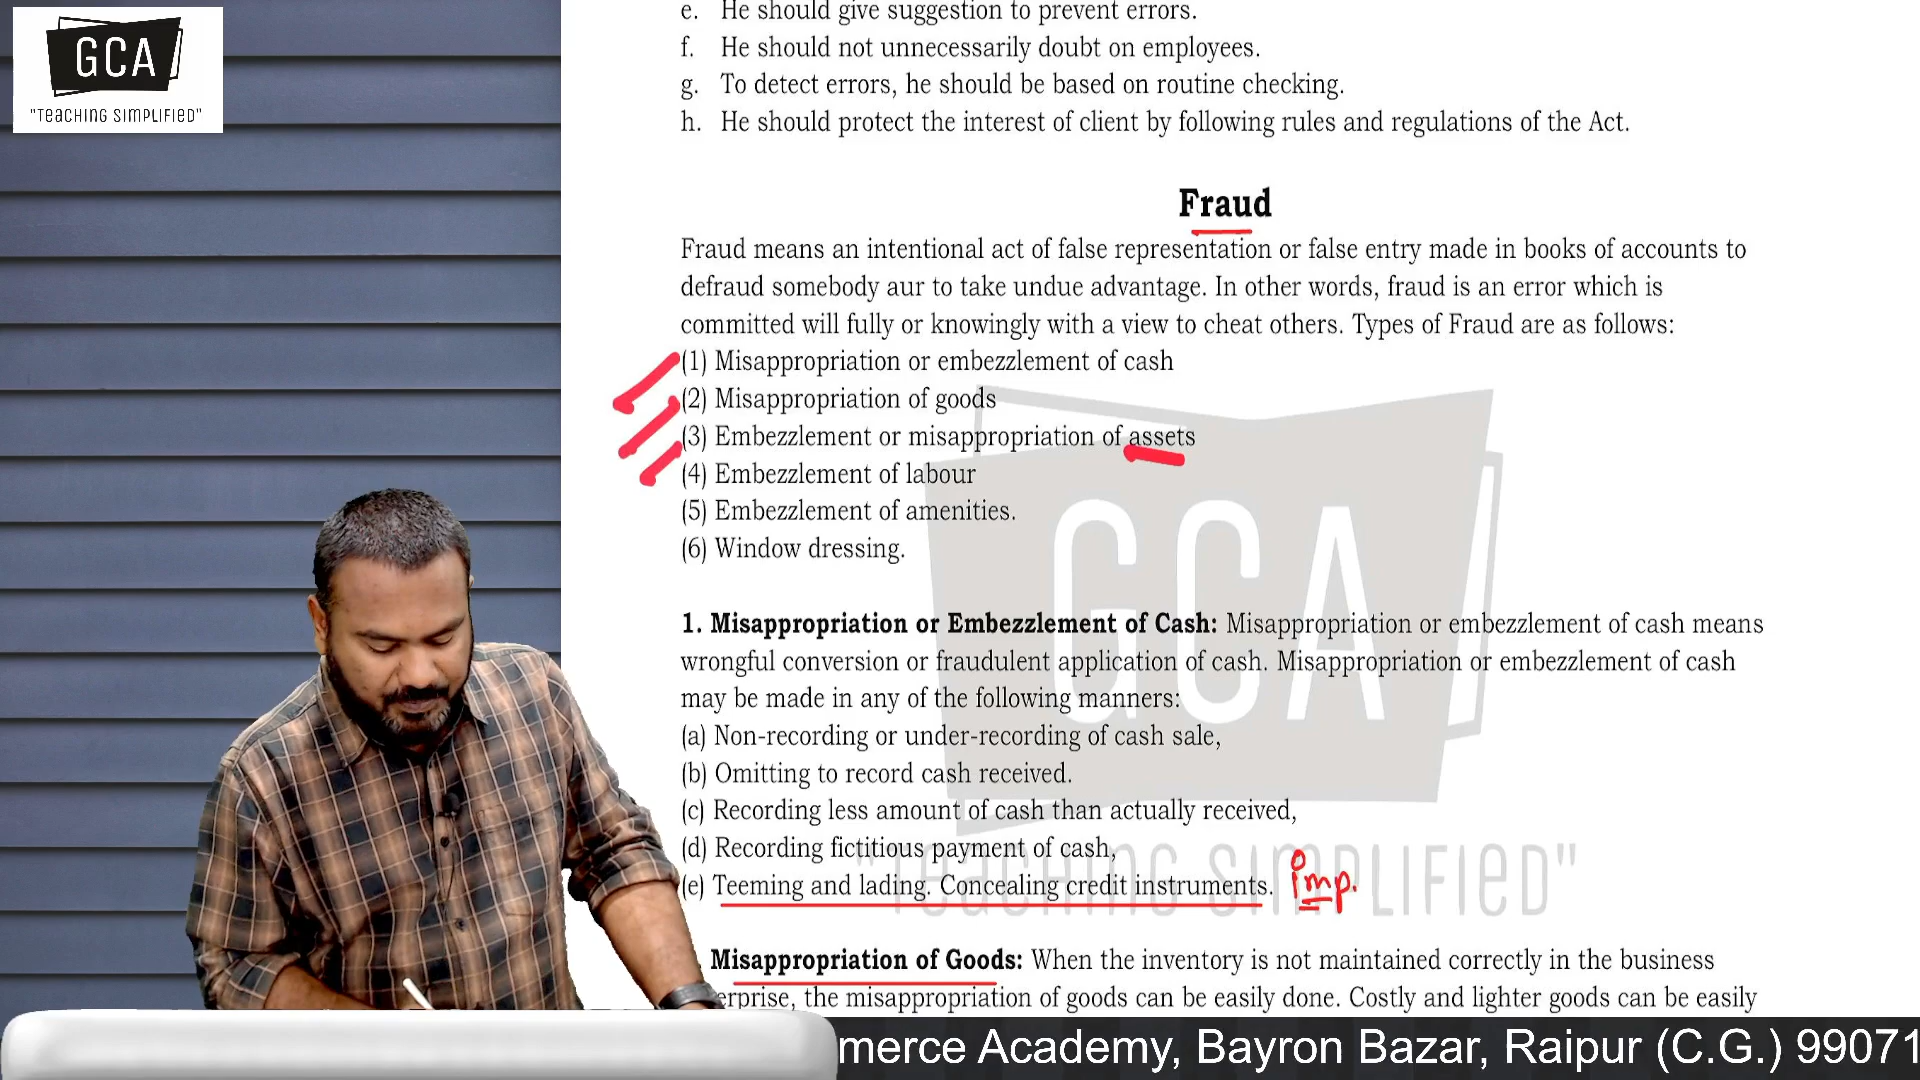 GCA
"TEACHING SIMPLIFIED"
e. He should give suggestion to prevent errors.
f. He should not unnecessarily doubt on employees.
g. To detect errors, he should be based on routine checking.
h. He should protect the interest of client by following rules and regulations of the Act.
Fraud
Fraud means an intentional act of false representation or false entry made in books of accounts to
defraud somebody aur to take undue advantage. In other words, fraud is an error which is
committed will fully or knowingly with a view to cheat others. Types of Fraud are as follows:
(1) Misappropriation or embezzlement of cash
(2) Misappropriation of goods
(3) Embezzlement or misappropriation of assets
(4) Embezzlement of labour
(5) Embezzlement of amenities.
(6) Window dressing.
GCA
1. Misappropriation or Embezzlement of Cash: Misappropriation or embezzlement of cash means
wrongful conversion or fraudulent application of cash. Misappropriation or embezzlement of cash
may be made in any of the following manners:
(a) Non-recording or under-recording of cash sale,
(b) Omitting to record cash received.
(c) Recording less amount of cash than actually received,
(d) Recording fictitious payment of cash,
(e) Teeming and lading. Concealing credit instruments. imp.
"TEACHING SIMPLIFIED"
Misappropriation of Goods: When the inventory is not maintained correctly in the business
erprise, the misappropriation of goods can be easily done. Costly and lighter goods can be easily
merce Academy, Bayron Bazar, Raipur (C.G.) 99071